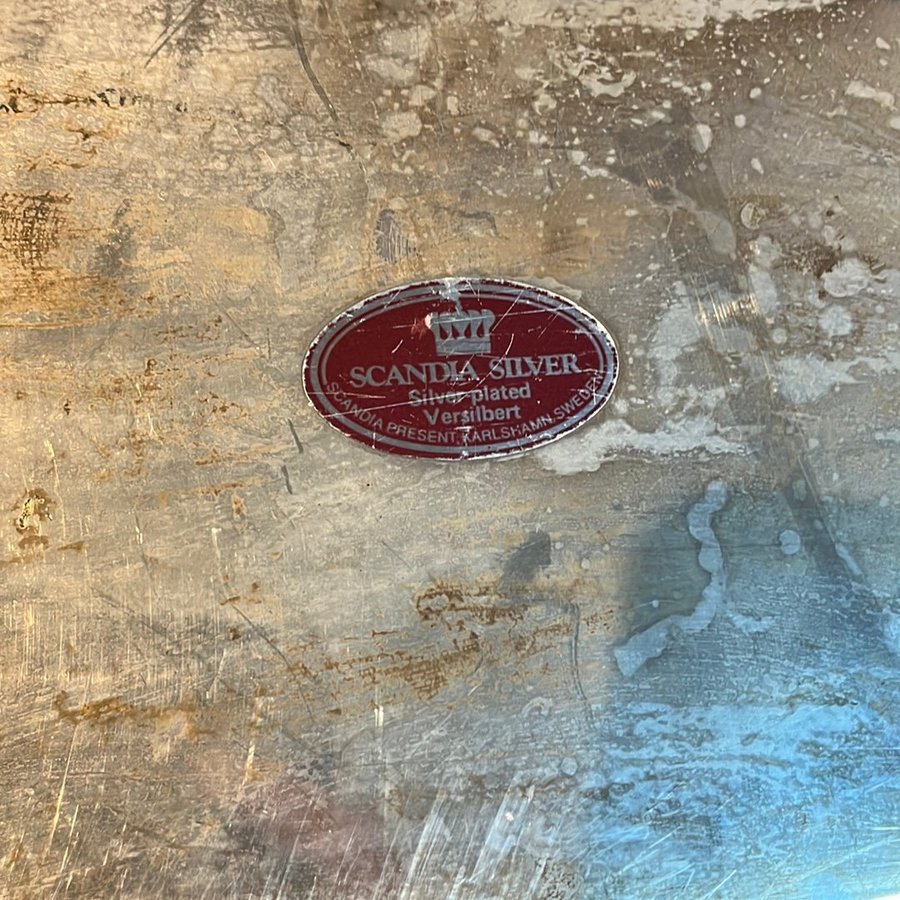 SCANDIA SILVER
Silver plated
Versilbert
SCANDIA PRESENT, KARLSHAMN, SWEDEN